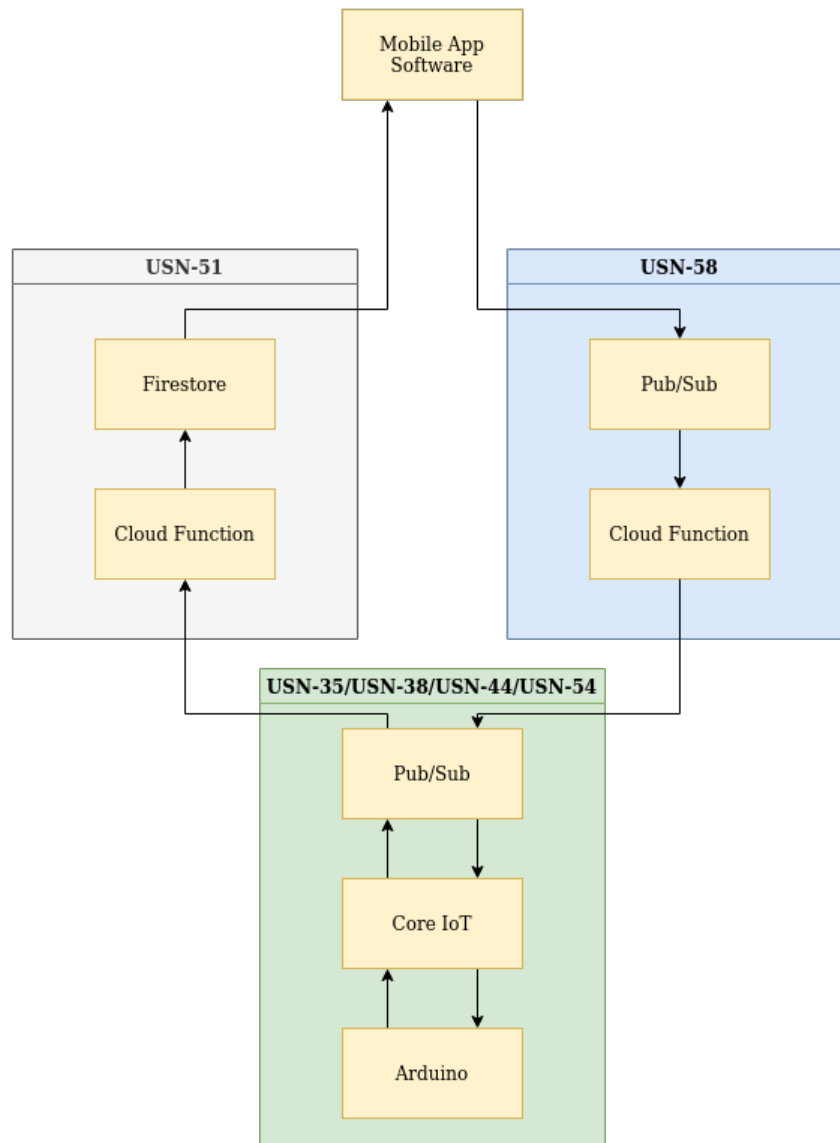 Mobile App
Software
USN-51
USN-58
Firestore
Pub/Sub
Cloud Function
Cloud Function
USN-35/USN-38/USN-44/USN-54
Pub/Sub
Core IoT
Arduino